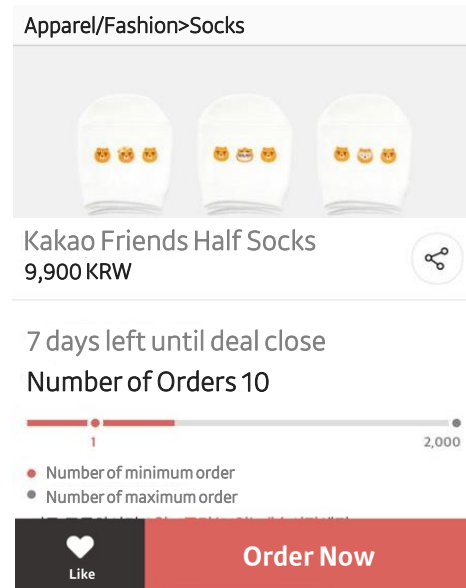 Apparel/Fashion>Socks
Kakao Friends Half Socks
9,900 KRW
7 days left until deal close
Number of Orders 10
1
2,000
Number of minimum order
Number of maximum order
Like
Order Now